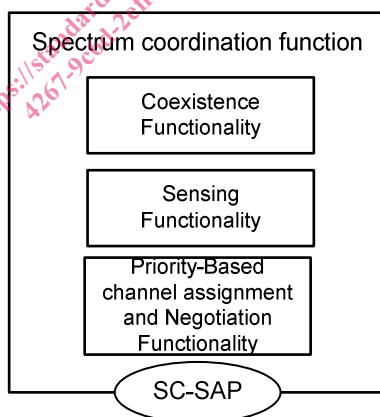 Spectrum coordination function
Coexistence
Functionality
Sensing
Functionality
Priority-Based
channel assignment
and Negotiation
Functionality
SC-SAP